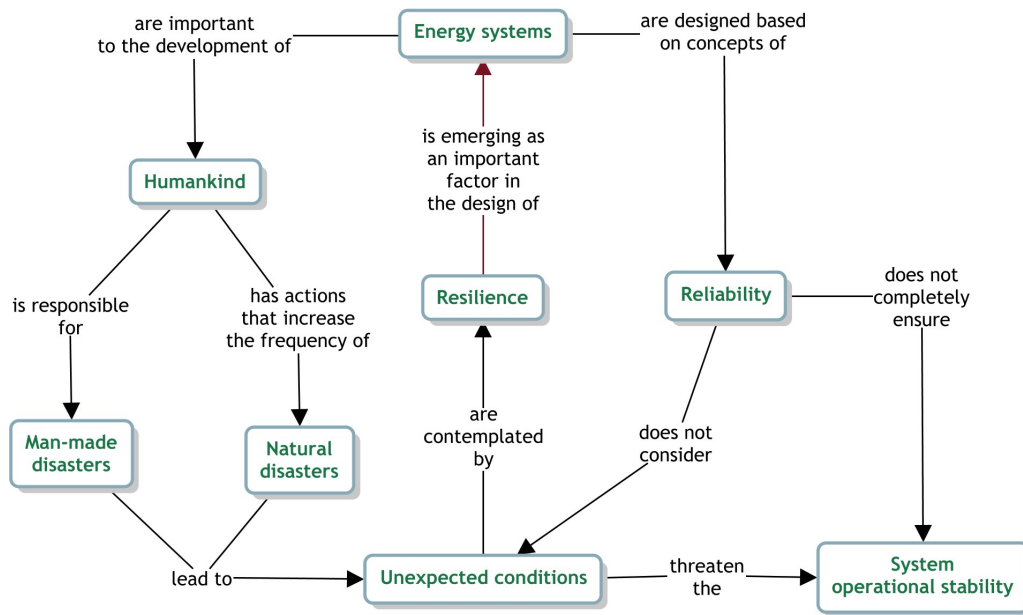 are important
to the development of
Energy systems
are designed based
on concepts of
is emerging as
an important
factor in
the design of
Humankind
is responsible
for
has actions
that increase
the frequency of
Resilience
Reliability
does not
completely
ensure
Man-made
disasters
Natural
disasters
are
contemplated
by
does not
consider
lead to
Unexpected conditions
threaten
the
System
operational stability